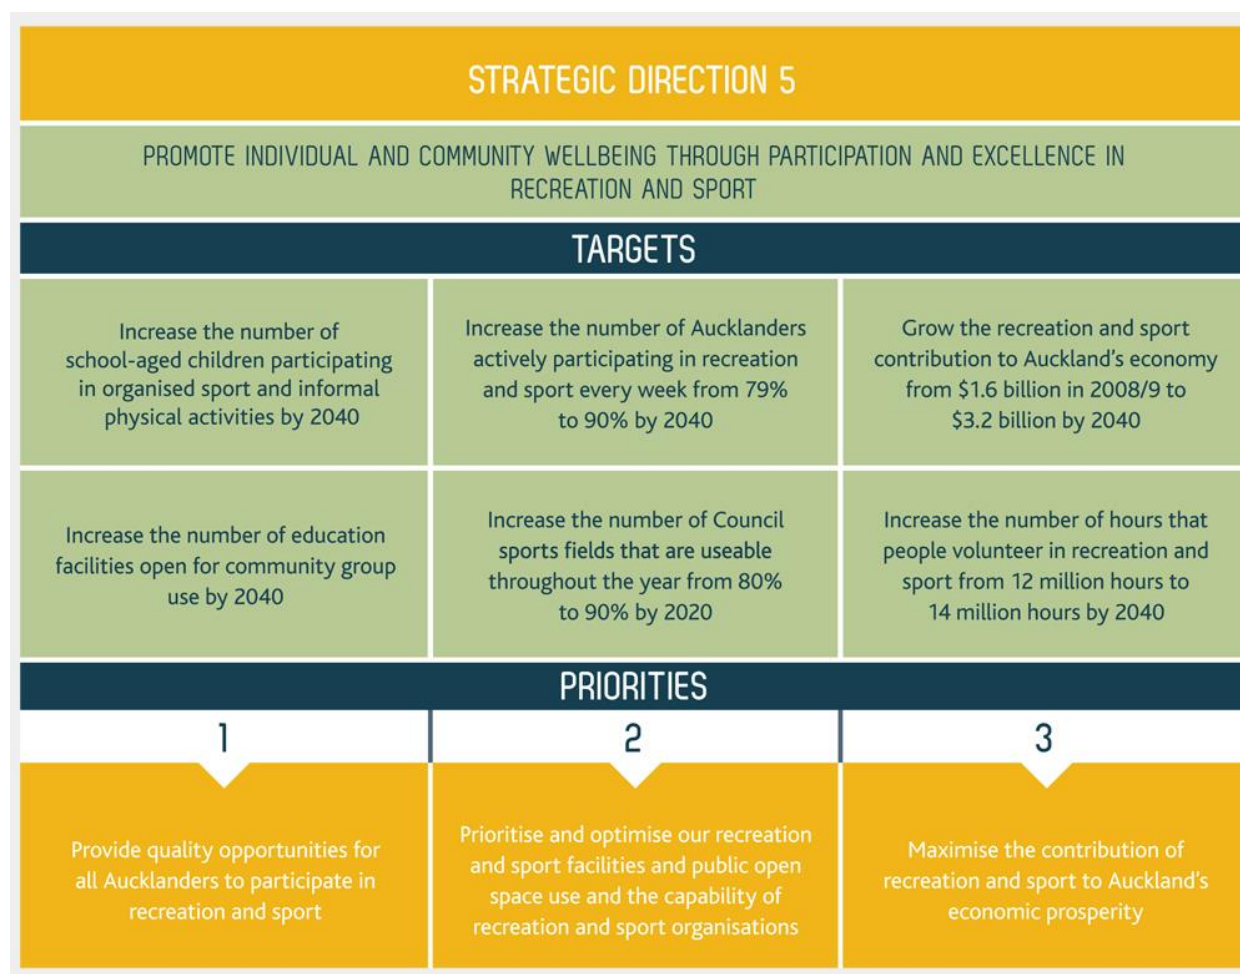 STRATEGIC DIRECTION 5
PROMOTE INDIVIDUAL AND COMMUNITY WELLBEING THROUGH PARTICIPATION AND EXCELLENCE IN
RECREATION AND SPORT
TARGETS
Increase the number of
school-aged children participating
in organised sport and informal
physical activities by 2040
Increase the number of Aucklanders
actively participating in recreation
and sport every week from 79%
to 90% by 2040
Grow the recreation and sport
contribution to Auckland's economy
from $1.6 billion in 2008/9 to
$3.2 billion by 2040
Increase the number of education
facilities open for community group
use by 2040
Increase the number of Council
sports fields that are useable
throughout the year from 80%
to 90% by 2020
Increase the number of hours that
people volunteer in recreation and
sport from 12 million hours to
14 million hours by 2040
PRIORITIES
1
2
3
Provide quality opportunities for
all Aucklanders to participate in
recreation and sport
Prioritise and optimise our recreation
and sport facilities and public open
space use and the capability of
recreation and sport organisations
Maximise the contribution of
recreation and sport to Auckland's
economic prosperity